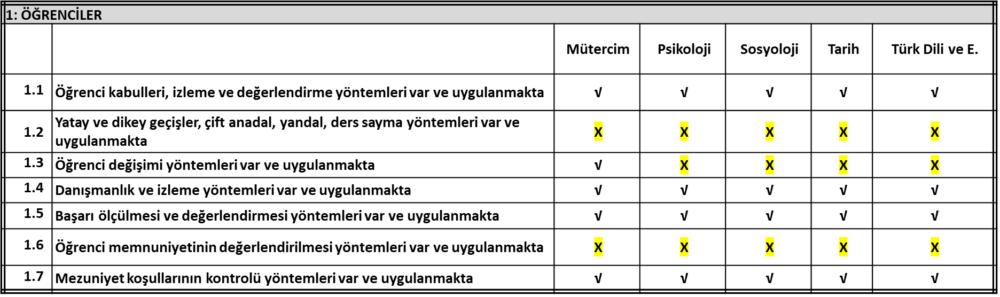 1: ÖĞRENCİLER
Mütercim Psikoloji Sosyoloji Tarih Türk Dili ve E.
1.1 Öğrenci kabulleri, izleme ve değerlendirme yöntemleri var ve uygulanmakta √ √ √ √ √
1.2 Yatay ve dikey geçişler, çift anadal, yandal, ders sayma yöntemleri var ve
uygulanmakta X X X X X
1.3 Öğrenci değişimi yöntemleri var ve uygulanmakta √ X X X X
1.4 Danışmanlık ve izleme yöntemleri var ve uygulanmakta √ √ √ √ √
1.5 Başarı ölçülmesi ve değerlendirmesi yöntemleri var ve uygulanmakta √ √ √ √ √
1.6 Öğrenci memnuniyetinin değerlendirilmesi yöntemleri var ve uygulanmakta X X X X X
1.7 Mezuniyet koşullarının kontrolü yöntemleri var ve uygulanmakta √ √ √ √ √